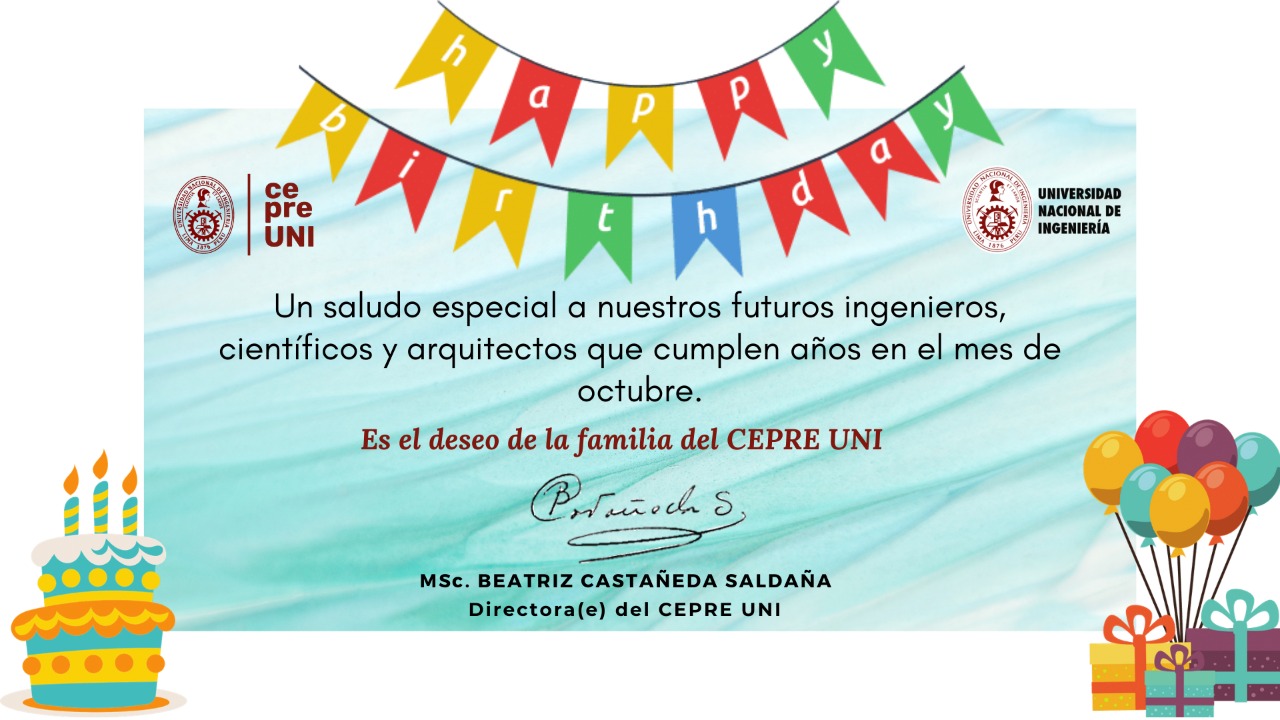 happy
birthday
ce
pre
UNI
UNIVERSIDAD
NACIONAL DE
INGENIERÍA
Un saludo especial a nuestros futuros ingenieros,
científicos y arquitectos que cumplen años en el mes de
octubre.
Es el deseo de la familia del CEPRE UNI
MSc. BEATRIZ CASTAÑEDA SALDAÑA
Directora(e) del CEPRE UNI